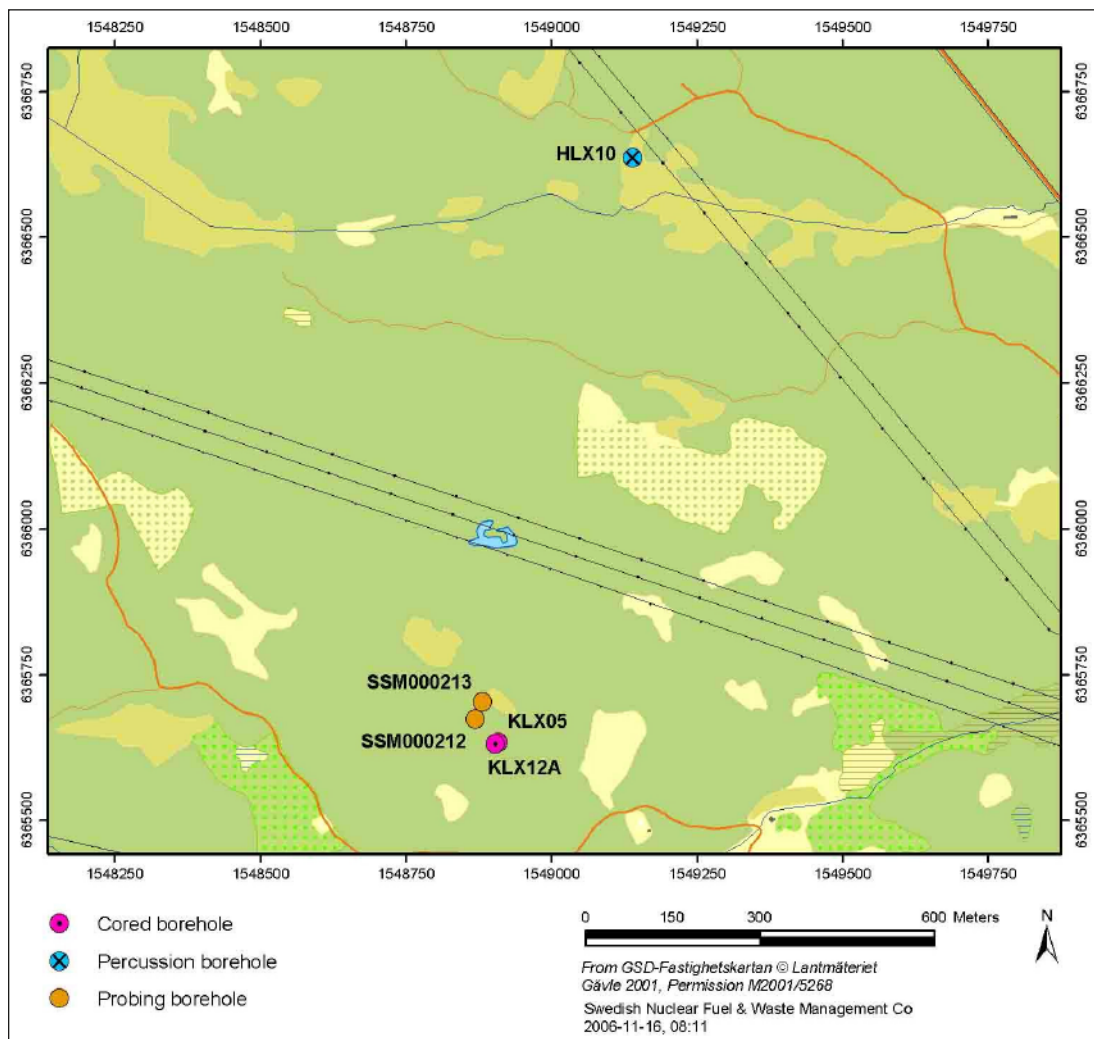 1548250 1548500 1548750 1549000 1549250 1549500 1549750
6366750 6366750
HLX10
6366500 6366500
6366250 6366250
6366000 6366000
6365750 6365750
SSM000213
KLX05
SSM000212
KLX12A
6365500 6365500
1548250 1548500 1548750 1549000 1549250 1549500 1549750
Cored borehole
Percussion borehole
Probing borehole
0 150 300 600 Meters
N
From GSD-Fastighetskartan © Lantmäteriet
Gävle 2001, Permission M2001/5268
Swedish Nuclear Fuel & Waste Management Co
2006-11-16, 08:11